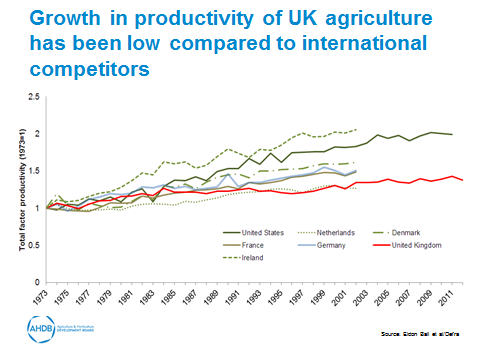 Growth in productivity of UK agriculture
has been low compared to international
competitors
2.5
2
1.5
1
0.5
0
Total factor productivity (1973=1)
United States
Netherlands
Denmark
France
Germany
United Kingdom
Ireland
1973
1975
1977
1979
1981
1983
1985
1987
1989
1991
1993
1995
1997
1999
2001
2003
2005
2007
2009
2011
AHDB
Agriculture & Horticulture
DEVELOPMENT BOARD
Source: Eldon Ball et al/Defra